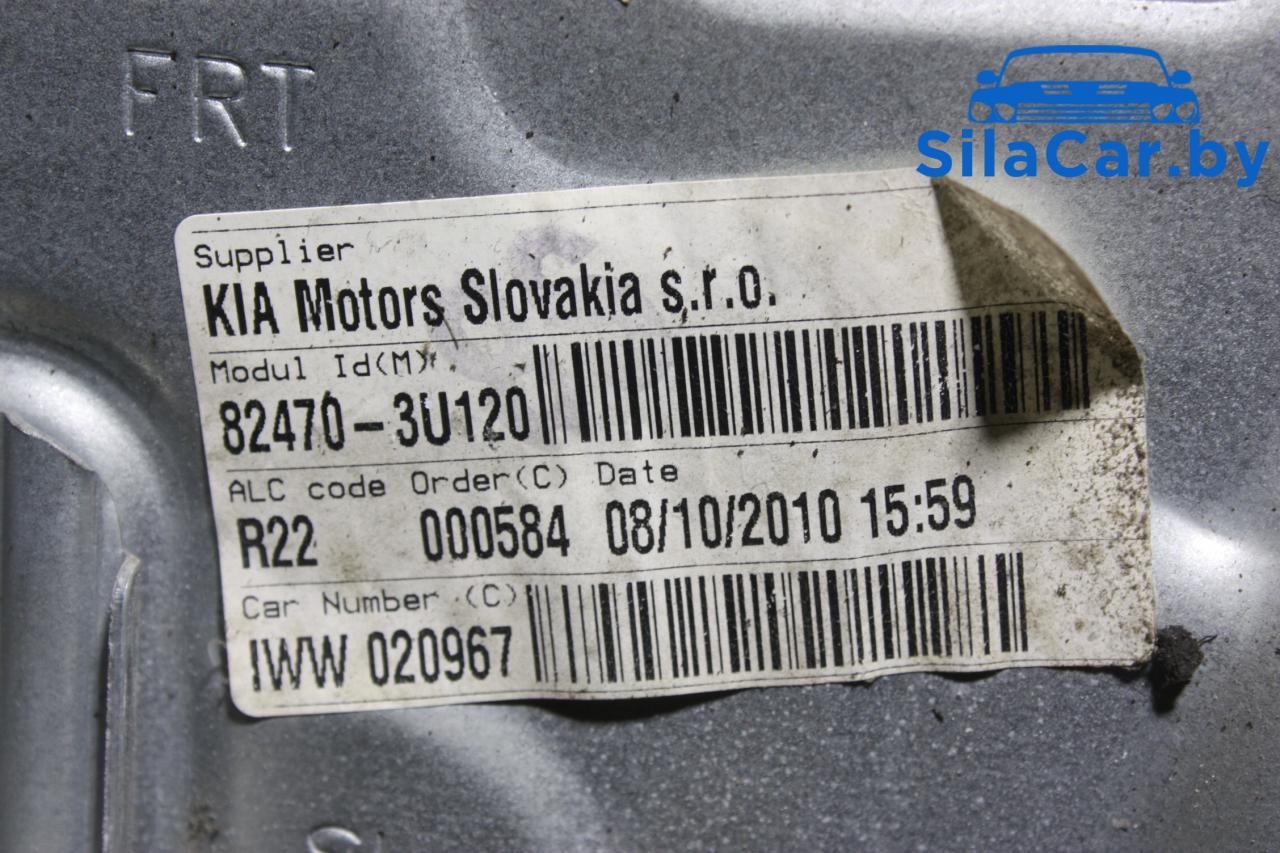 FRT
SilaCar.by
Supplier
KIA Motors Slovakia s.r.o.
Modul Id(M)
82470-3U120
ALC code Order(C) Date
R22 000584 08/10/2010 15:59
Car Number (C)
IWW 020967